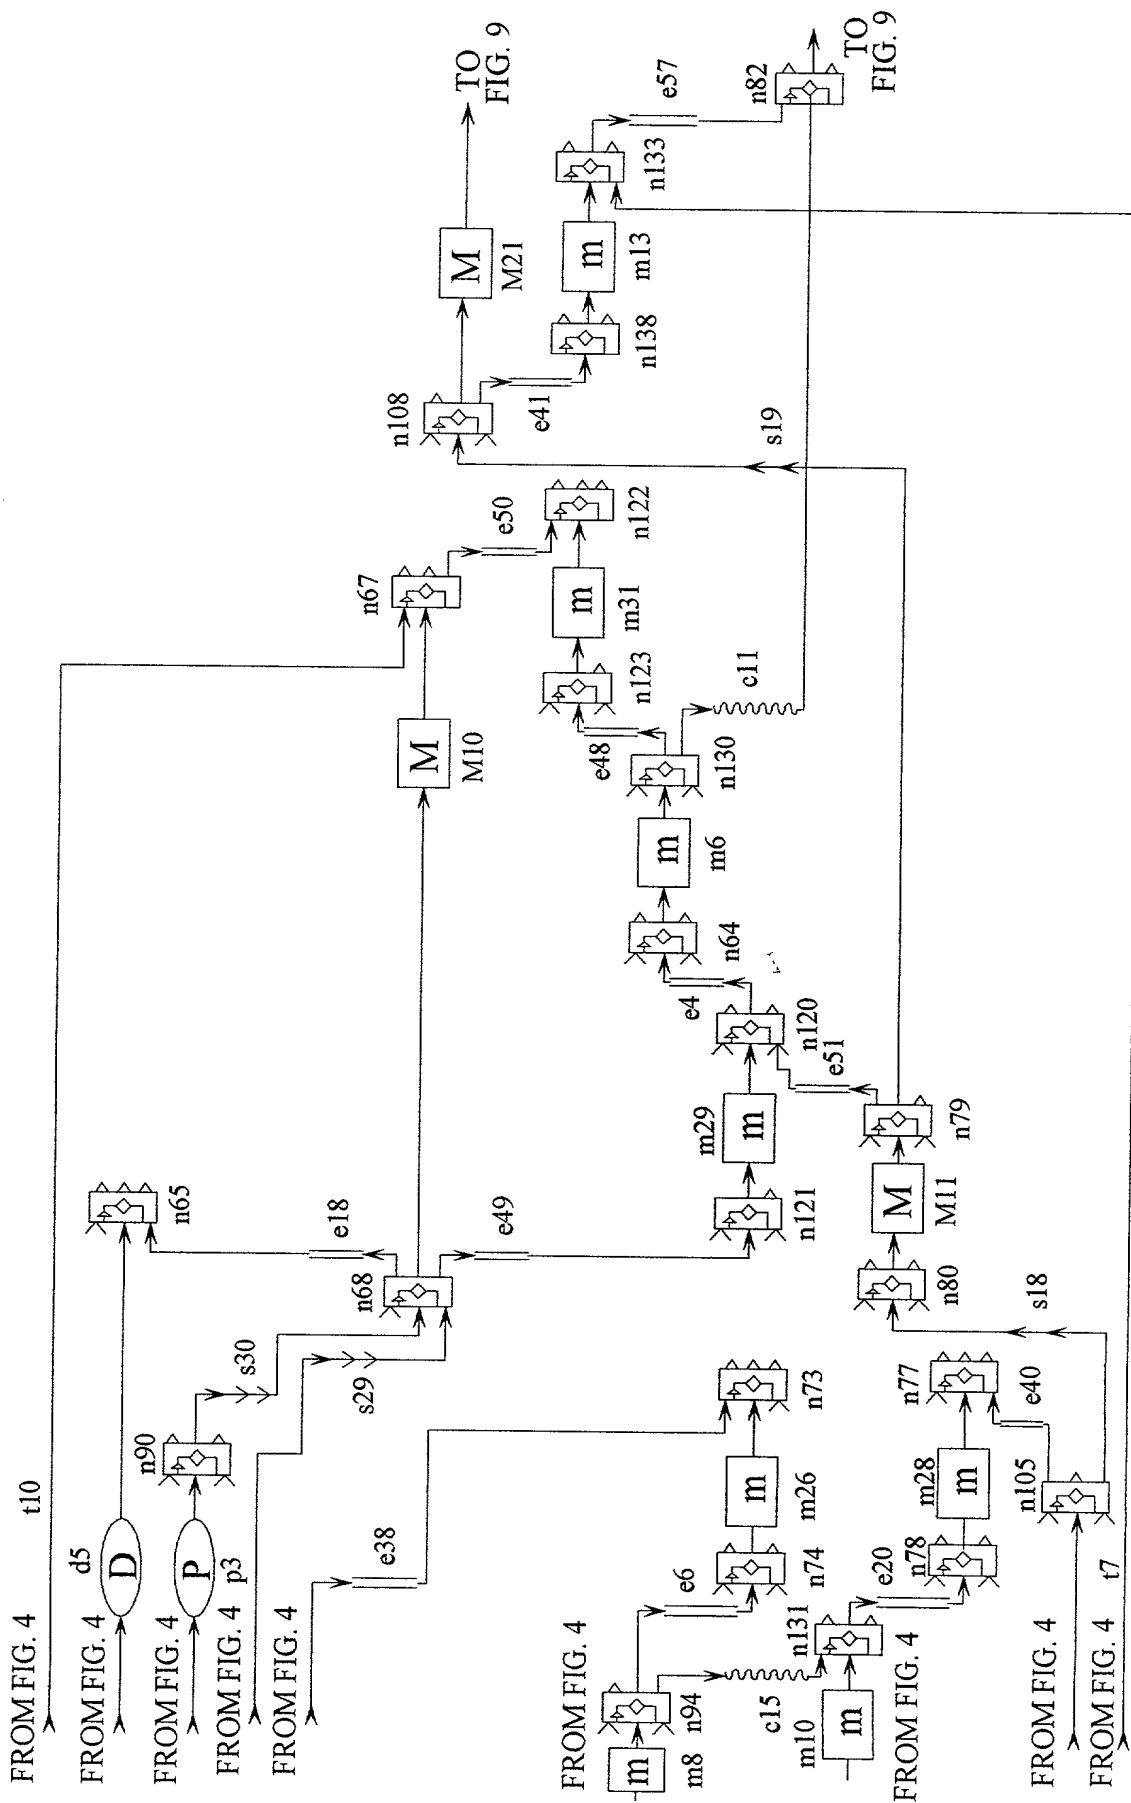 FROM FIG. 4
t10
FROM FIG. 4
d5
D
n65
FROM FIG. 4
P
p3
n90
s30
FROM FIG. 4
s29
n68
e18
e49
FROM FIG. 4
e38
M
M10
n67
e50
n108
M
M21
TO
FIG. 9
e41
n138
m
m13
n133
e57
n82
TO
FIG. 9
FROM FIG. 4
m
m8
n94
e6
n74
m
m26
n73
c15
n121
m
m29
n120
e4
n64
m
m6
n130
e48
n123
m
m31
n122
c11
s19
m
m10
n131
FROM FIG. 4
e20
n78
m
m28
n77
e40
n105
s18
n80
M
M11
n79
e51
FROM FIG. 4
FROM FIG. 4
t7